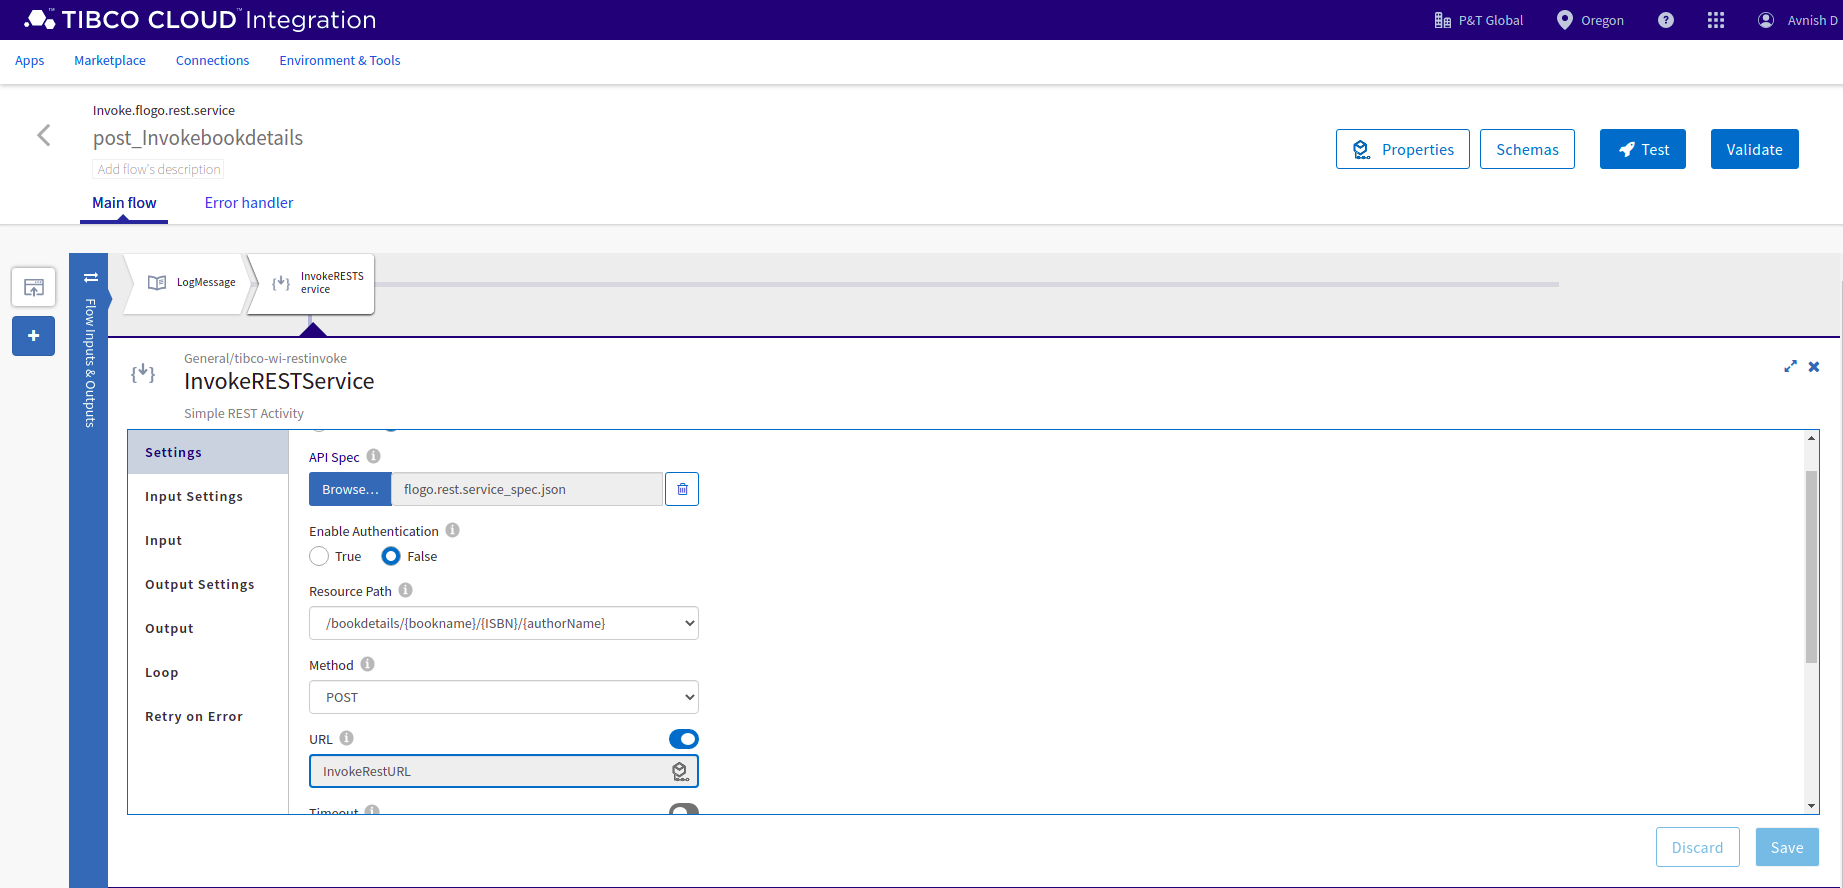 TIBCO CLOUD™ Integration
P&T Global
Oregon
?
Avnish D
Apps
Marketplace
Connections
Environment & Tools
Invoke.flogo.rest.service
post_Invokebookdetails
Add flow's description
Properties
Schemas
Test
Validate
Main flow
Error handler
Flow Inputs & Outputs
LogMessage
InvokeRESTS
ervice
General/tibco-wi-restinvoke
InvokeRESTService
Simple REST Activity
Settings
Input Settings
Input
Output Settings
Output
Loop
Retry on Error
API Spec
Browse...
flogo.rest.service_spec.json
Enable Authentication
True
False
Resource Path
/bookdetails/{bookname}/{ISBN}/{authorName}
Method
POST
URL
InvokeRestURL
Timeout
Discard
Save